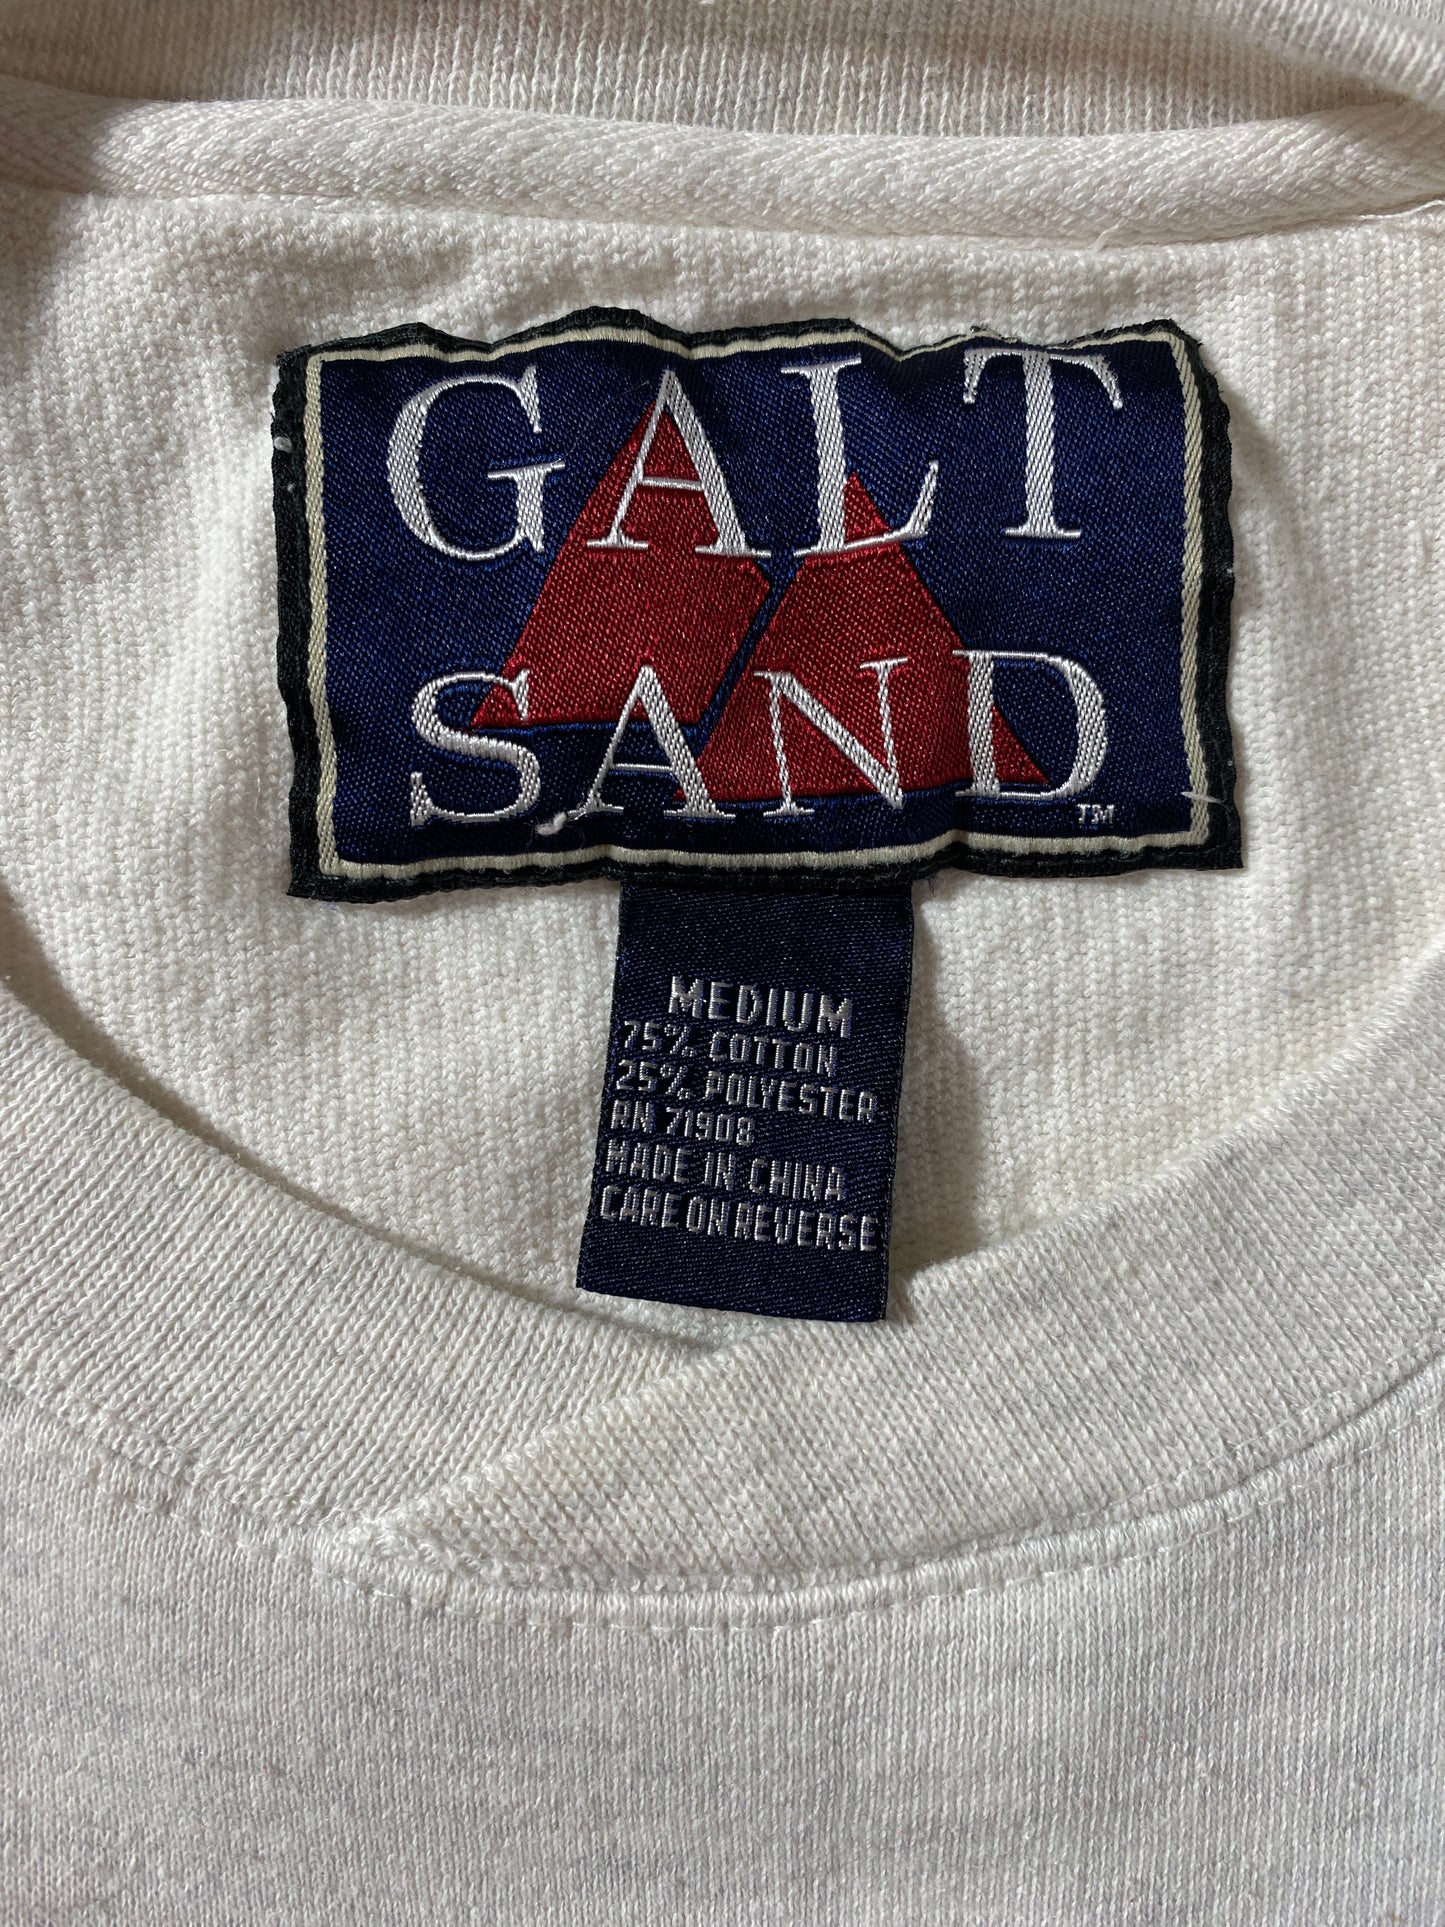 GALT
SAND
TM
MEDIUM
75% COTTON
25% POLYESTER
RN 71908
MADE IN CHINA
CARE ON REVERSE